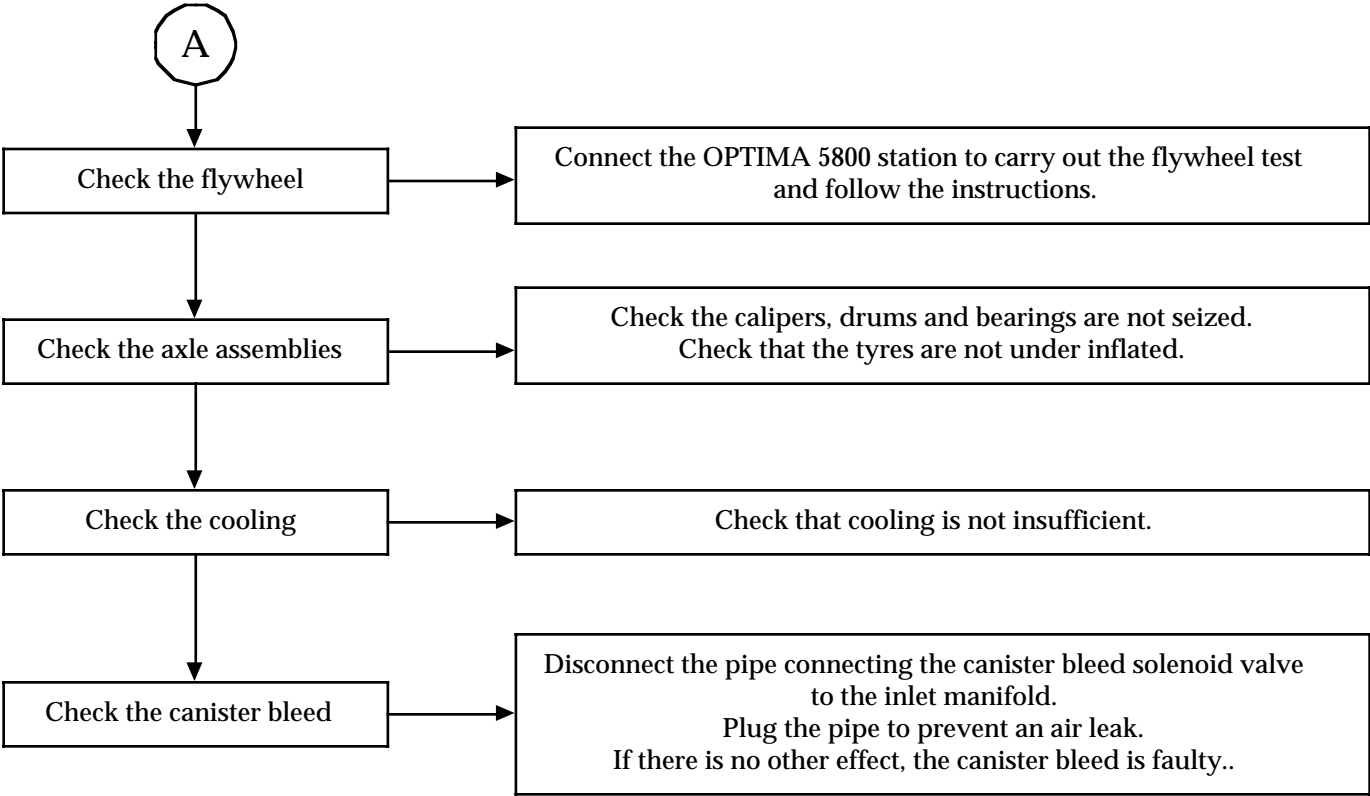 A
Check the flywheel
Connect the OPTIMA 5800 station to carry out the flywheel test
and follow the instructions.
Check the axle assemblies
Check the calipers, drums and bearings are not seized.
Check that the tyres are not under inflated.
Check the cooling
Check that cooling is not insufficient.
Check the canister bleed
Disconnect the pipe connecting the canister bleed solenoid valve
to the inlet manifold.
Plug the pipe to prevent an air leak.
If there is no other effect, the canister bleed is faulty..